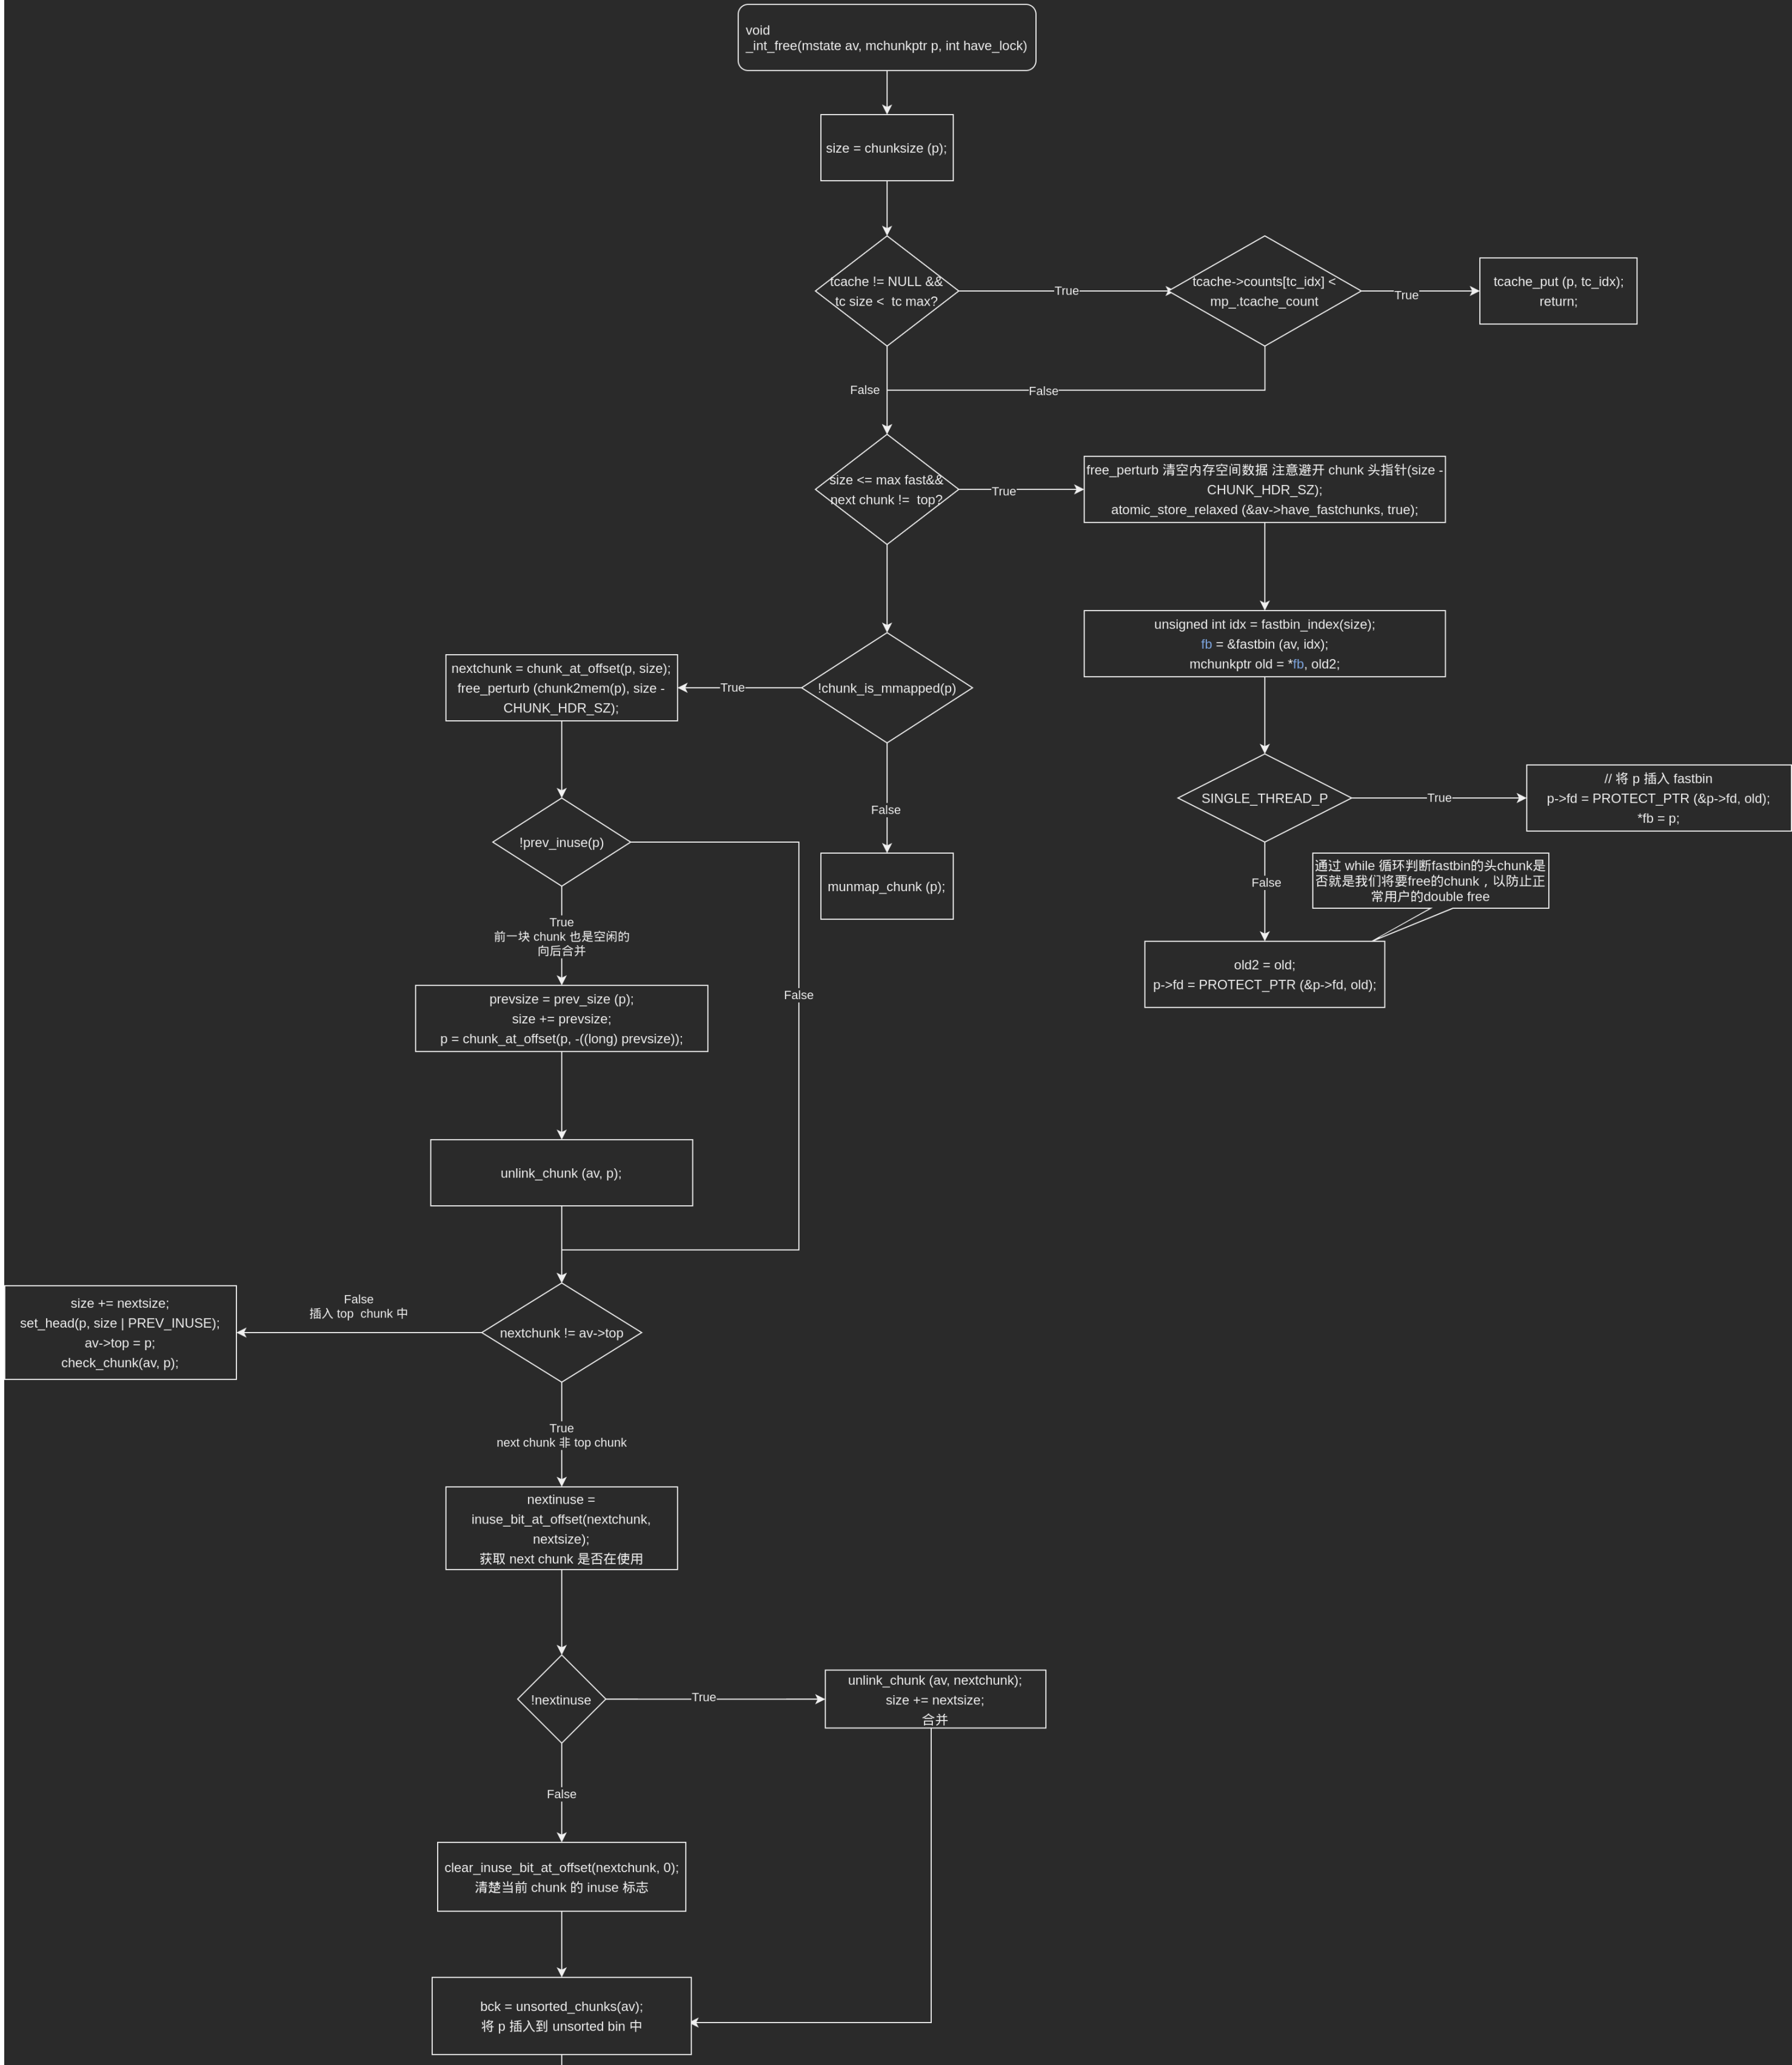 void
_int_free(mstate av, mchunkptr p, int have_lock)
size = chunksize (p);
tcache != NULL &&
tc size <  tc max?
True
tcache->counts[tc_idx] <
mp_.tcache_count
True
tcache_put (p, tc_idx);
return;
False
False
size <= max fast&&
next chunk !=  top?
True
free_perturb 清空内存空间数据 注意避开 chunk 头指针(size -
CHUNK_HDR_SZ);
atomic_store_relaxed (&av->have_fastchunks, true);
unsigned int idx = fastbin_index(size);
fb = &fastbin (av, idx);
mchunkptr old = *fb, old2;
!chunk_is_mmapped(p)
True
nextchunk = chunk_at_offset(p, size);
free_perturb (chunk2mem(p), size -
CHUNK_HDR_SZ);
False
munmap_chunk (p);
SINGLE_THREAD_P
True
// 将 p 插入 fastbin
p->fd = PROTECT_PTR (&p->fd, old);
*fb = p;
False
通过 while 循环判断fastbin的头chunk是
否就是我们将要free的chunk，以防止正
常用户的double free
old2 = old;
p->fd = PROTECT_PTR (&p->fd, old);
!prev_inuse(p)
True
前一块 chunk 也是空闲的
向后合并
False
prevsize = prev_size (p);
size += prevsize;
p = chunk_at_offset(p, -((long) prevsize));
unlink_chunk (av, p);
nextchunk != av->top
False
插入 top  chunk 中
size += nextsize;
set_head(p, size | PREV_INUSE);
av->top = p;
check_chunk(av, p);
True
next chunk 非 top chunk
nextinuse =
inuse_bit_at_offset(nextchunk,
nextsize);
获取 next chunk 是否在使用
!nextinuse
True
unlink_chunk (av, nextchunk);
size += nextsize;
合并
False
clear_inuse_bit_at_offset(nextchunk, 0);
清楚当前 chunk 的 inuse 标志
bck = unsorted_chunks(av);
将 p 插入到 unsorted bin 中